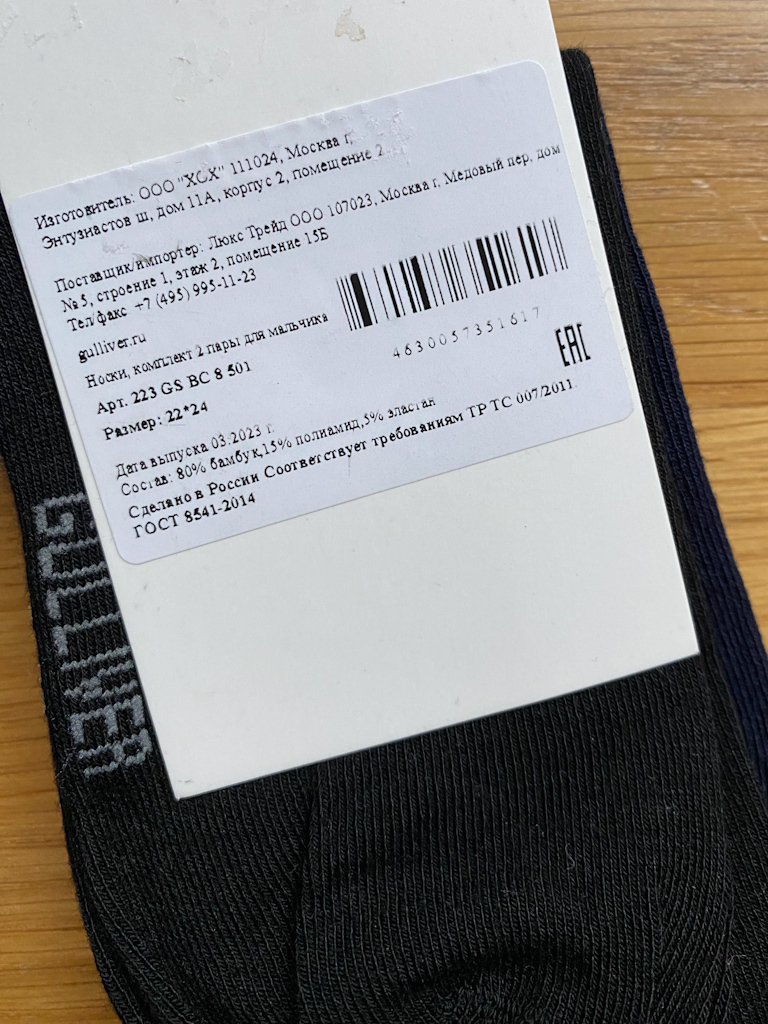 Изготовитель: ООО "ХОХ" 111024, Москва г,
Энтузиастов ш, дом 11А, корпус 2, помещение 2
Поставщик/импортер: Люкс Трейд ООО 107023, Москва г, Медовый пер, дом
№ 5, строение 1, этаж 2, помещение 15Б
Тел/факс +7 (495) 995-11-23
gulliver.ru
Носки, комплект 2 пары для мальчика
Арт. 223 GS BC 8 501
Размер: 22*24
4630057351617
EAC
Дата выпуска 03.2023 г.
Состав: 80% бамбук,15% полиамид,5% эластан
Сделано в России Соответствует требованиям ТР ТС 007/2011.
ГОСТ 8541-2014
GULLIVER